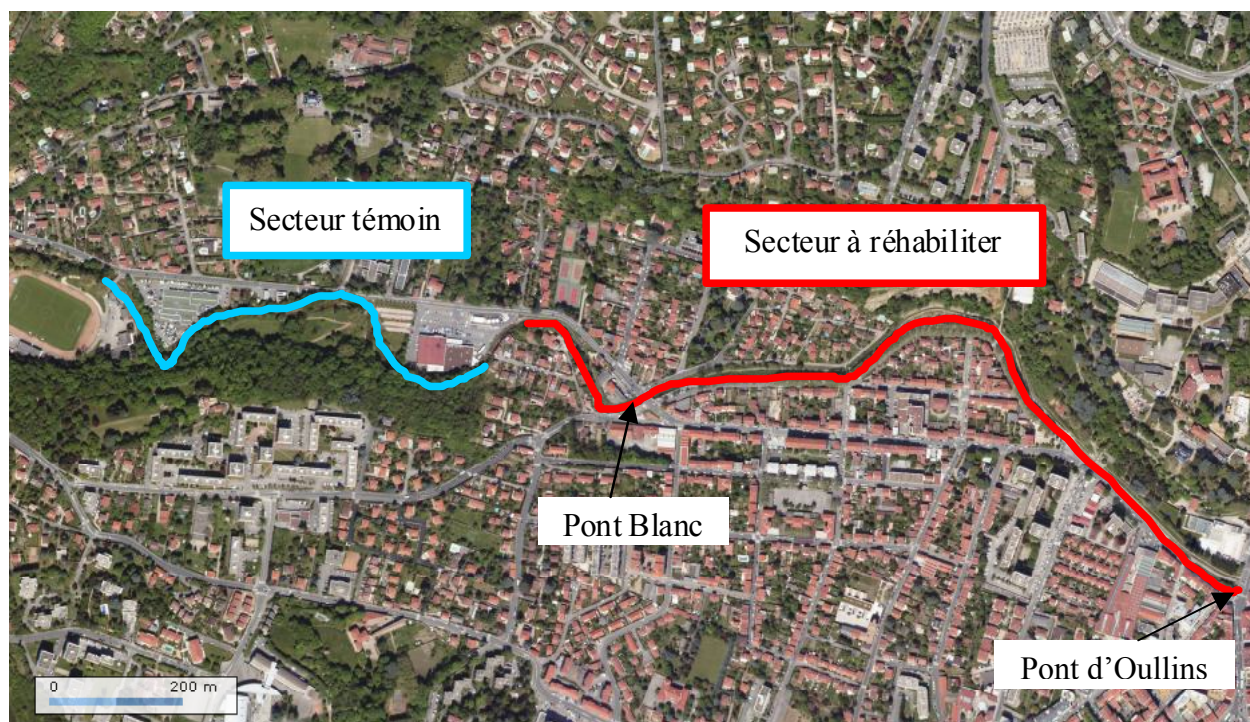 Secteur témoin
Secteur à réhabiliter
Pont Blanc
Pont d'Oullins
0 200 m